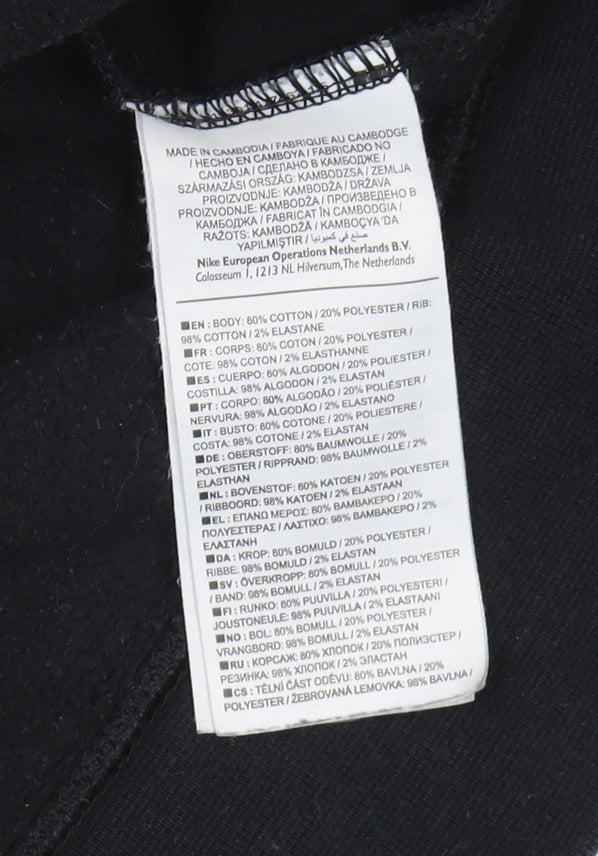 MADE IN CAMBODIA / FABRIQUE AU CAMBODGE
/ HECHO EN CAMBOYA / FABRICADO NO
CAMBOJA / СДЕЛАНО В КАМБОДЖЕ /
SZÁRMAZÁSI ORSZÁG: KAMBODZSA / ZEMLJA
PROIZVODNJE: KAMBODŽA / DRŽAVA
PROIZVODNJE: KAMBODŽA / ПРОИЗВЕДЕНО В
КАМБОДЖА / FABRICAT ÎN CAMBODGIA /
RAŽOTS: KAMBODŽĀ / KAMBOÇYA 'DA
YAPILMIŞTIR / صنع في كمبوديا
Nike European Operations Netherlands B.V.
Colosseum 1, 1213 NL Hilversum, The Netherlands
■EN : BODY: 80% COTTON / 20% POLYESTER / RIB:
98% COTTON / 2% ELASTANE
■FR : CORPS: 80% COTON / 20% POLYESTER /
COTE: 98% COTON / 2% ELASTHANNE
■ES : CUERPO: 80% ALGODON / 20% POLIESTER /
COSTILLA: 98% ALGODON / 2% ELASTAN
■PT : CORPO: 80% ALGODÃO / 20% POLIÉSTER /
NERVURA: 98% ALGODÃO / 2% ELASTANO
■IT : BUSTO: 80% COTONE / 20% POLIESTERE /
COSTA: 98% COTONE / 2% ELASTAN
■DE : OBERSTOFF: 80% BAUMWOLLE / 20%
POLYESTER / RIPPRAND: 98% BAUMWOLLE / 2%
ELASTHAN
■NL : BOVENSTOF: 80% KATOEN / 20% POLYESTER
/ RIBBOORD: 98% KATOEN / 2% ELASTAAN
■EL : ΕΠΑΝΩ ΜΕΡΟΣ: 80% ΒΑΜΒΑΚΕΡΟ / 20%
ΠΟΛΥΕΣΤΕΡΑΣ / ΛΑΣΤΙΧΟ: 98% ΒΑΜΒΑΚΕΡΟ / 2%
ΕΛΑΣΤΑΝΗ
■DA : KROP: 80% BOMULD / 20% POLYESTER /
RIBBE: 98% BOMULD / 2% ELASTAN
■SV : ÖVERKROPP: 80% BOMULL / 20% POLYESTER
/ BAND: 98% BOMULL / 2% ELASTAN
■FI : RUNKO: 80% PUUVILLA / 20% POLYESTERI /
JOUSTONEULE: 98% PUUVILLA / 2% ELASTAANI
■NO : BOL: 80% BOMULL / 20% POLYESTER /
VRANGBORD: 98% BOMULL / 2% ELASTAN
■RU : КОРСАЖ: 80% ХЛОПОК / 20% ПОЛИЭСТЕР /
РЕЗИНКА: 98% ХЛОПОК / 2% ЭЛАСТАН
■CS : TĚLNÍ ČÁST ODĚVU: 80% BAVLNA / 20%
POLYESTER / ŽEBROVANÁ LEMOVKA: 98% BAVLNA /